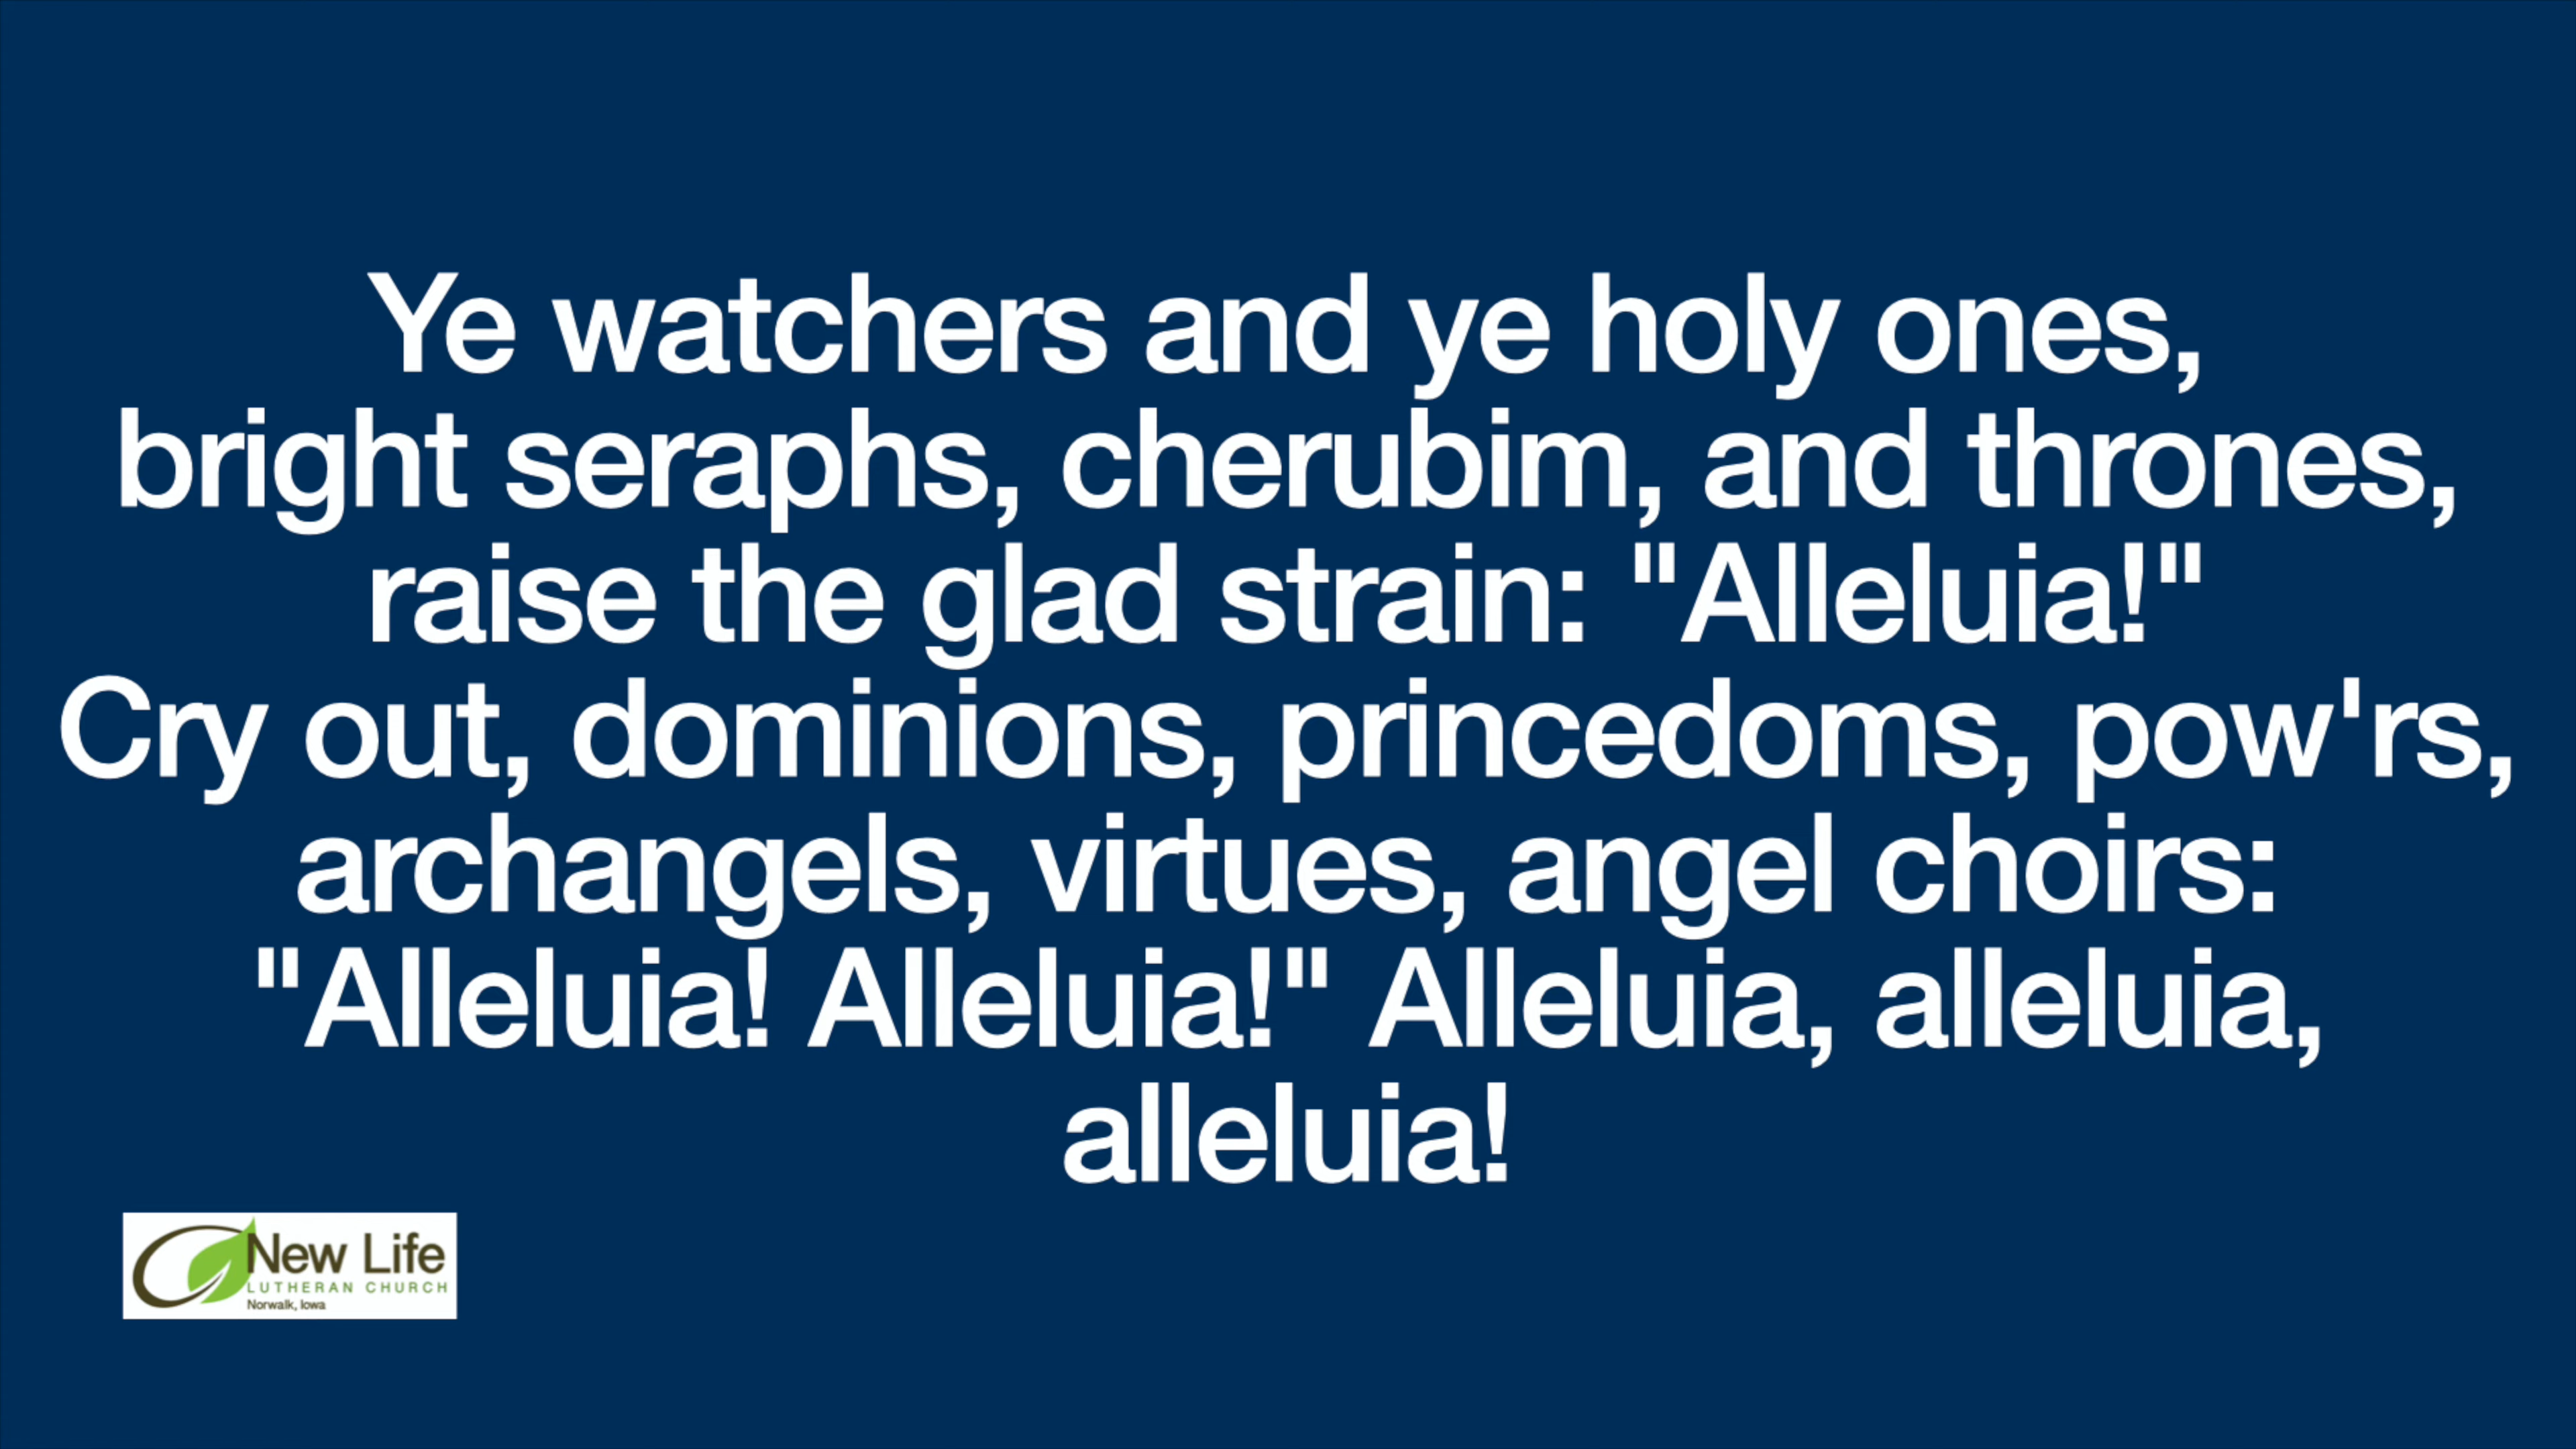 Ye watchers and ye holy ones,
bright seraphs, cherubim, and thrones,
raise the glad strain: "Alleluia!"
Cry out, dominions, princedoms, pow'rs,
archangels, virtues, angel choirs:
"Alleluia! Alleluia!" Alleluia, alleluia,
alleluia!
New Life
LUTHERAN CHURCH
Norwalk, Iowa